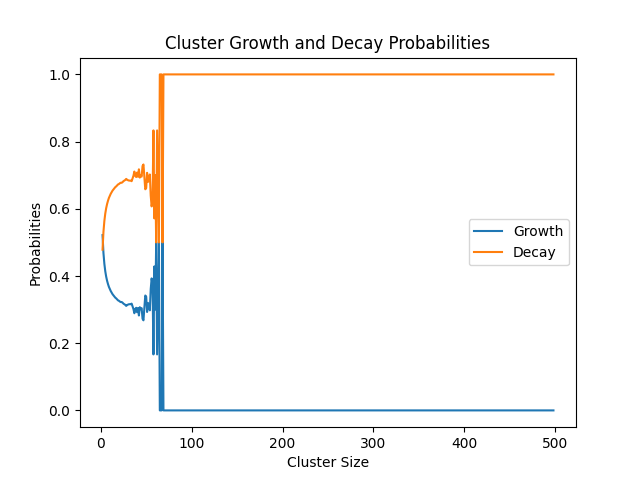 Cluster Growth and Decay Probabilities
1.0
0.8
0.6
0.4
0.2
0.0
Probabilities
Growth
Decay
0
100
200
300
400
500
Cluster Size